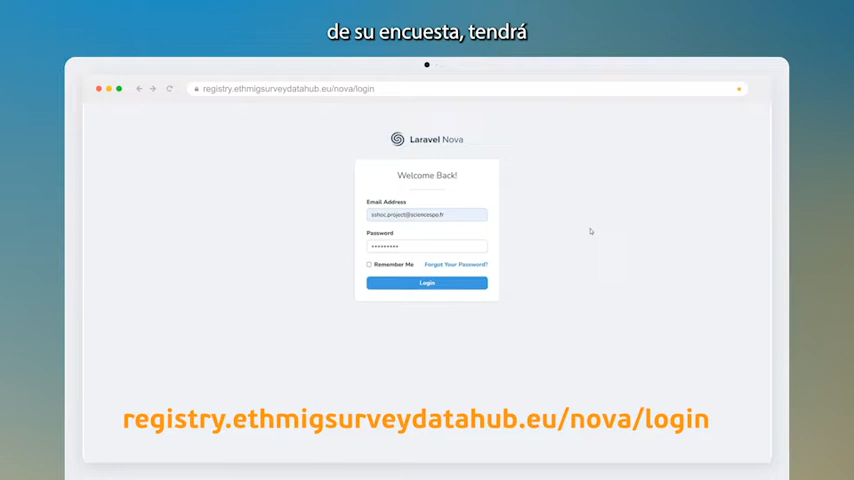 de su encuesta, tendrá
registry.ethmigsurveydatahub.eu/nova/login
Laravel Nova
Welcome Back!
Email Address
sshoc.project@sciencespo.fr
Password
•••••••••
Remember Me Forgot Your Password?
Login
registry.ethmigsurveydatahub.eu/nova/login